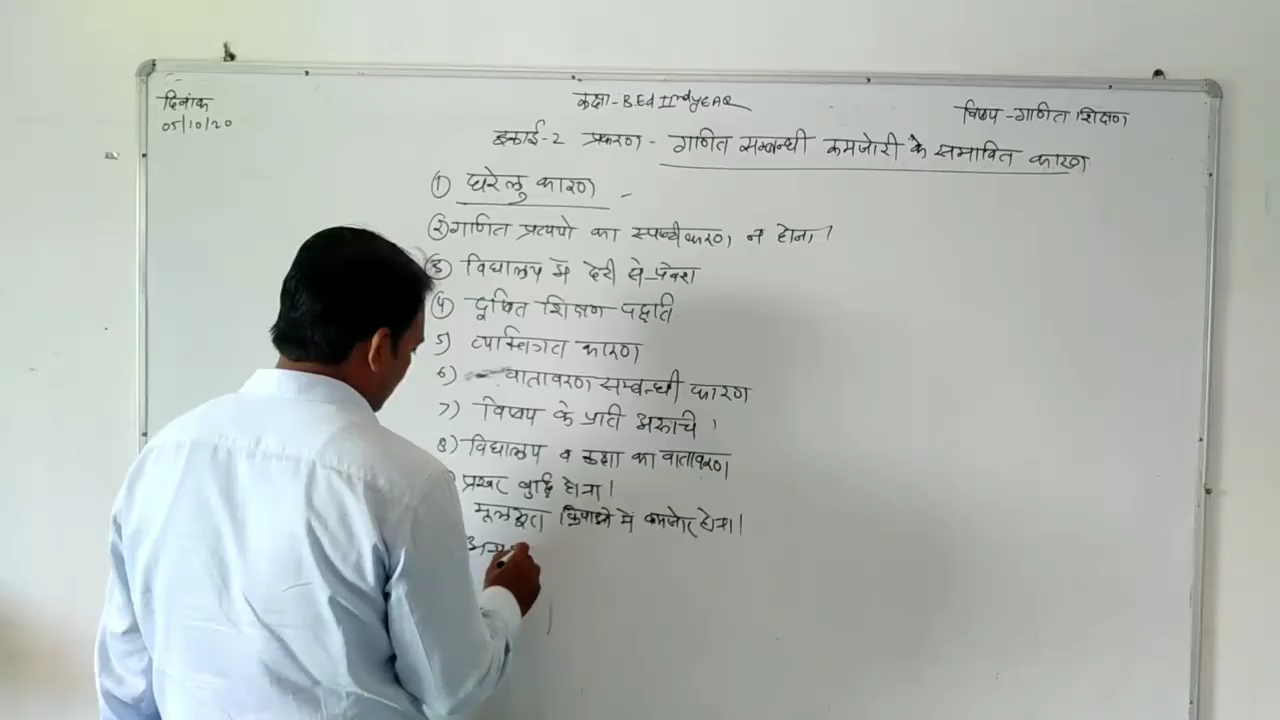 दिनांक
05/10/20
कक्षा-BEd IInd yEAR
विषय-गणित शिक्षण
इकाई-2 प्रकरण - गणित सम्बन्धी कमजोरी के सम्भावित कारण
① घरेलु कारण -
② गणित प्रत्ययो का स्पष्टीकरण न होना।
③ विद्यालय में देरी से प्रवेश
④ दूषित शिक्षण पद्धति
5) व्यक्तिगत कारण
6) वातावरण सम्बन्धी कारण
7) विषय के प्रति अरुचि।
8) विद्यालय व कक्षा का वातावरण
प्रखर बुद्धि होना।
मूलभूत क्रियाओ में कमजोर होना।